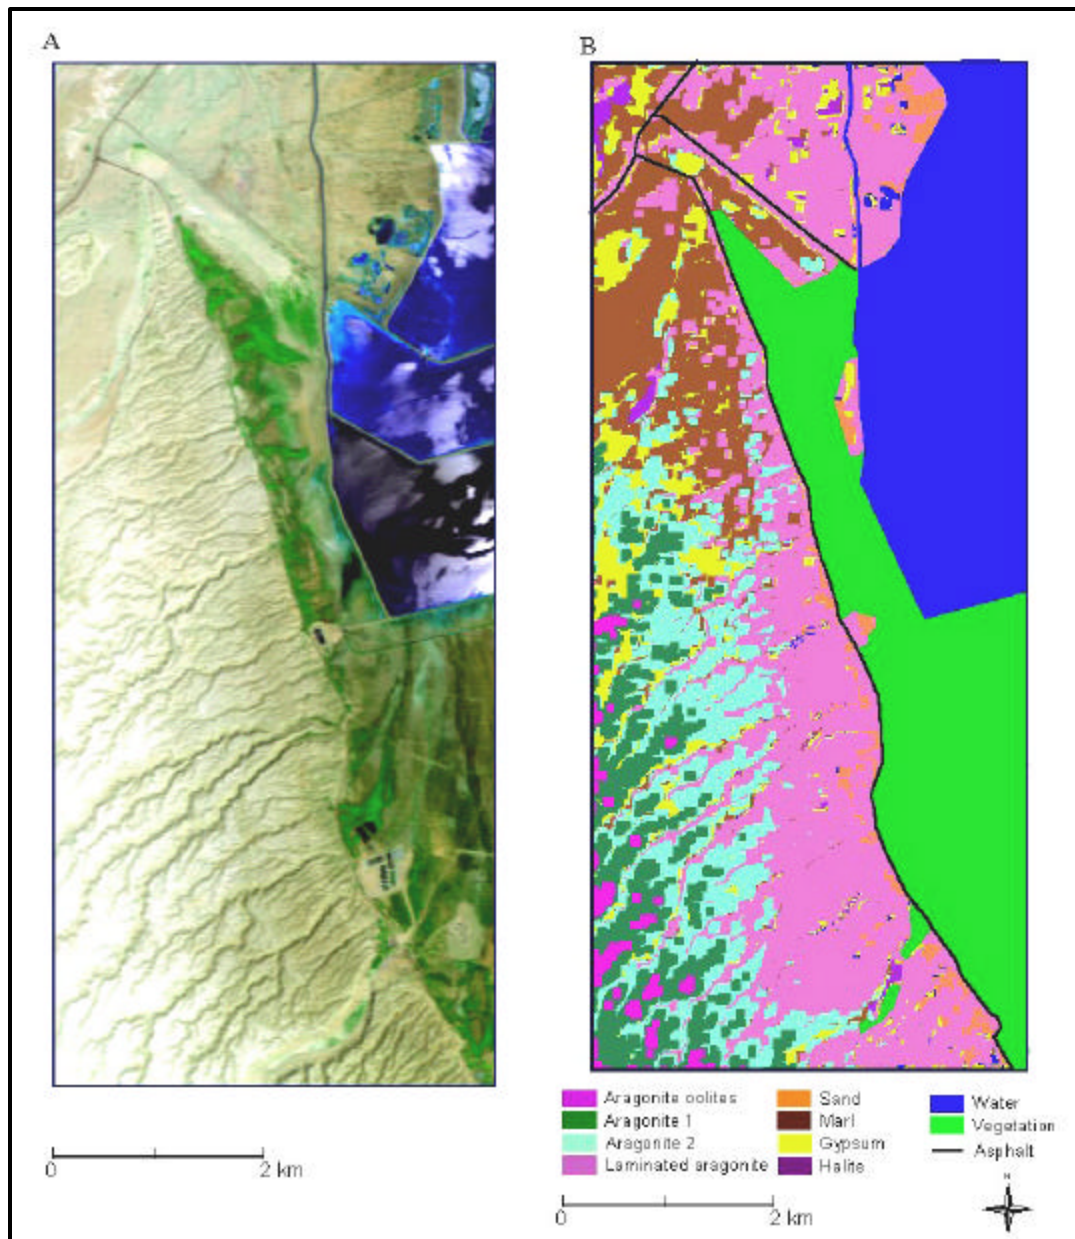 A
B
Aragonite oolites
Sand
Water
Aragonite 1
Marl
Vegetation
Aragonite 2
Gypsum
Asphalt
Laminated aragonite
Halite
0 2 km
0 2 km
N